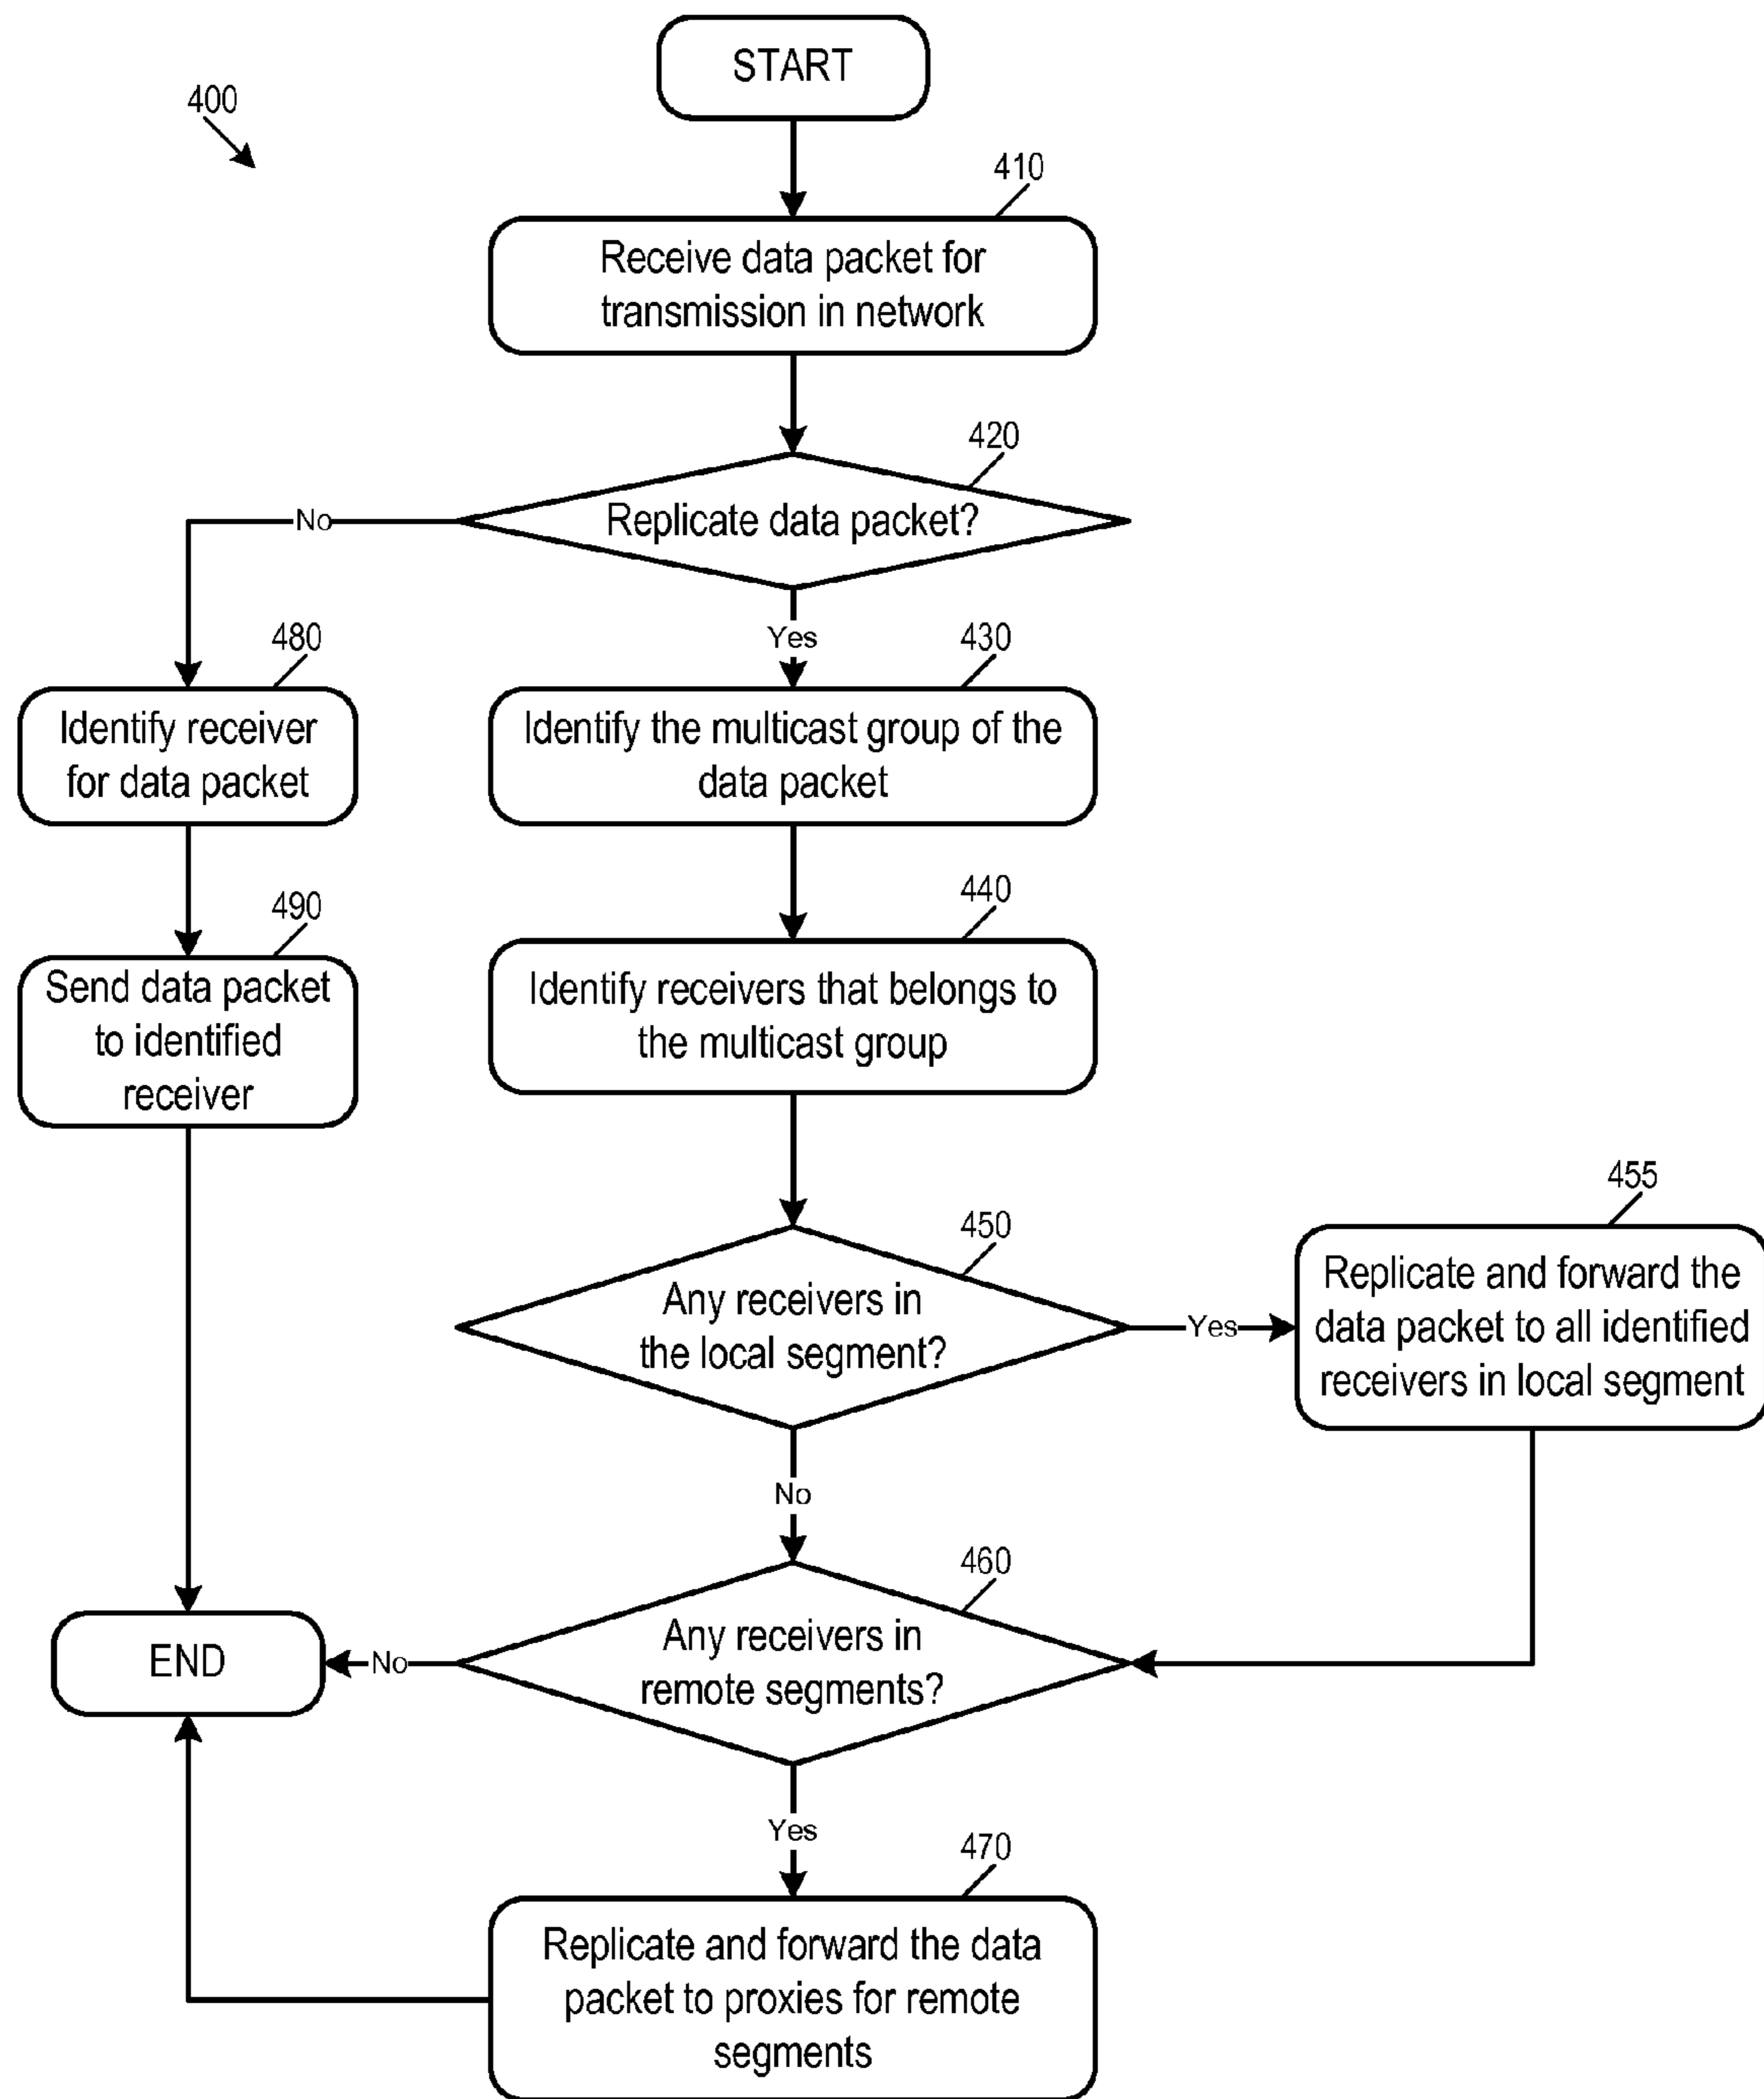 START
400
410
Receive data packet for
transmission in network
420
Replicate data packet?
No
Yes
480
430
Identify receiver
for data packet
Identify the multicast group of the
data packet
490
440
Send data packet
to identified
receiver
Identify receivers that belongs to
the multicast group
450
455
Any receivers in
the local segment?
Yes
Replicate and forward the
data packet to all identified
receivers in local segment
No
460
END
No
Any receivers in
remote segments?
Yes
470
Replicate and forward the data
packet to proxies for remote
segments